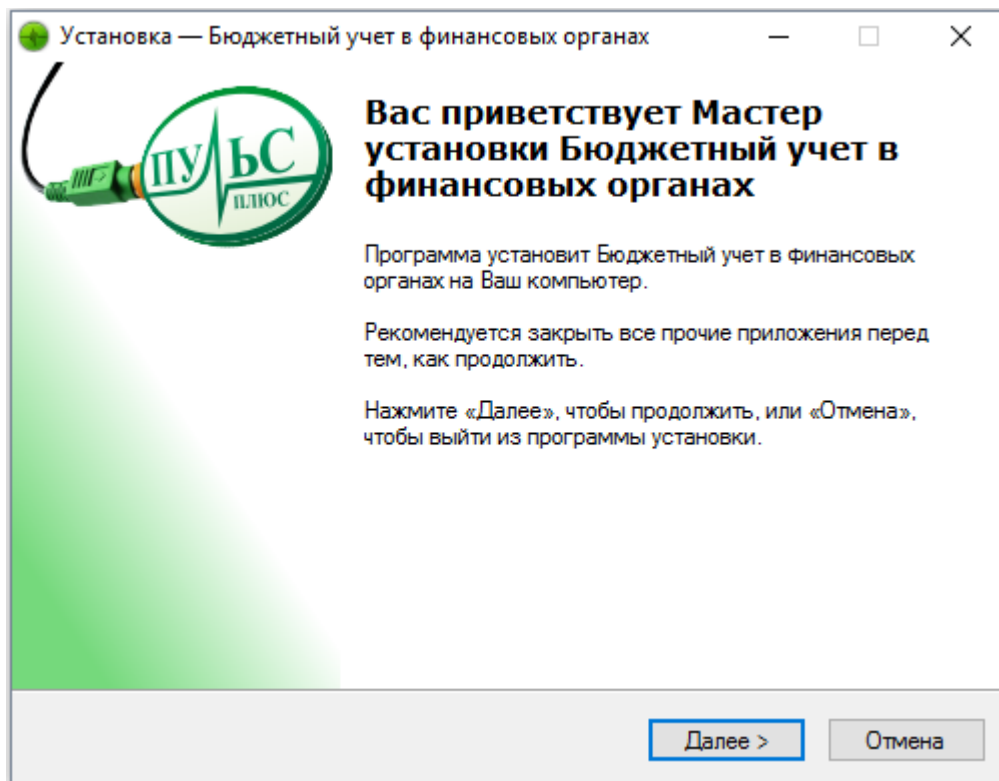 Установка — Бюджетный учет в финансовых органах
ПУЛЬС
ПЛЮС
Вас приветствует Мастер
установки Бюджетный учет в
финансовых органах
Программа установит Бюджетный учет в финансовых
органах на Ваш компьютер.
Рекомендуется закрыть все прочие приложения перед
тем, как продолжить.
Нажмите «Далее», чтобы продолжить, или «Отмена»,
чтобы выйти из программы установки.
Далее >
Отмена